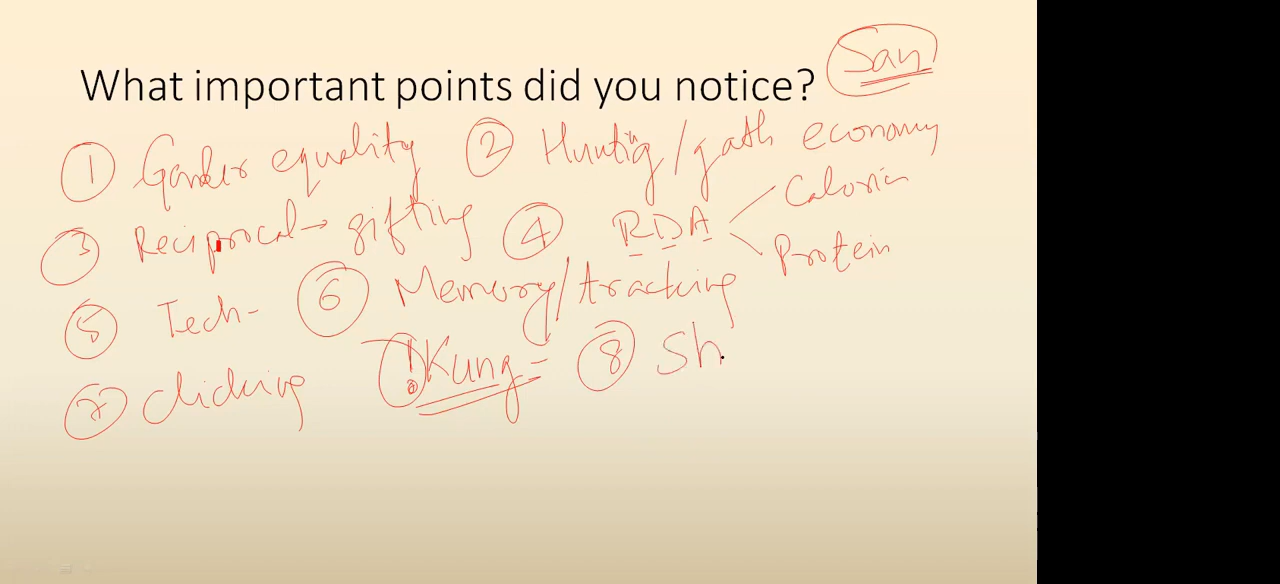 What important points did you notice? San
① Gender equality ② Hunting/gath economy
③ Reciprocal → gifting ④ RDA Calories
Protein
⑤ Tech- ⑥ Memory/tracking
⑦ Clicking !Kung = ⑧ Sh